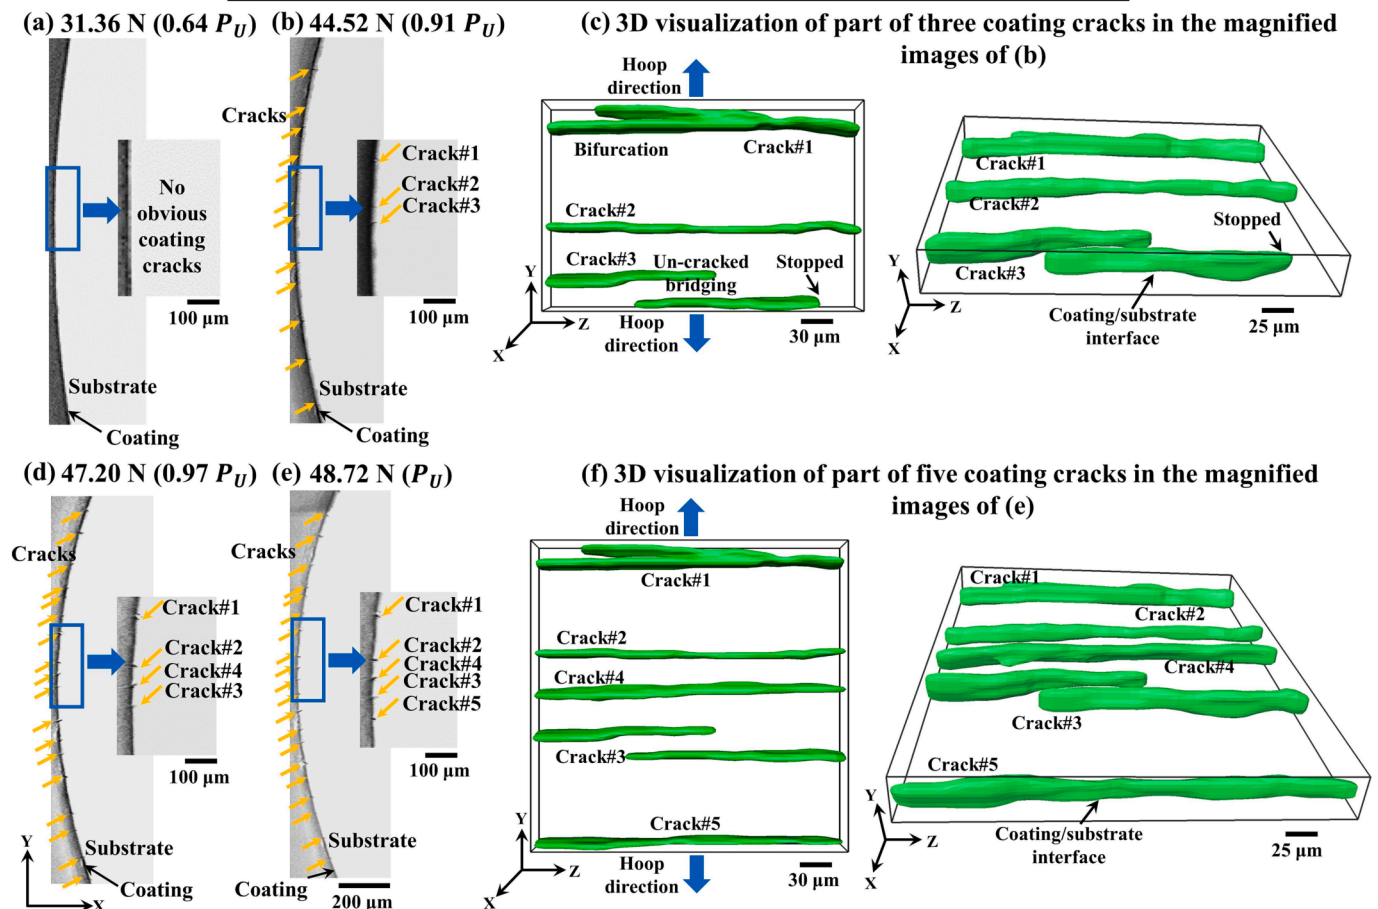 (a) 31.36 N (0.64 P_U)
(b) 44.52 N (0.91 P_U)
(c) 3D visualization of part of three coating cracks in the magnified
images of (b)
No
obvious
coating
cracks
100 μm
Substrate
Coating
Cracks
Crack#1
Crack#2
Crack#3
100 μm
Substrate
Coating
Hoop
direction
Bifurcation
Crack#1
Crack#2
Crack#3
Un-cracked
bridging
Stopped
Y
Z
X
Hoop
direction
30 μm
Crack#1
Crack#2
Stopped
Crack#3
Y
Z
X
Coating/substrate
interface
25 μm
(d) 47.20 N (0.97 P_U)
(e) 48.72 N (P_U)
(f) 3D visualization of part of five coating cracks in the magnified
images of (e)
Cracks
Crack#1
Crack#2
Crack#4
Crack#3
100 μm
Substrate
Coating
Y
X
Cracks
Crack#1
Crack#2
Crack#4
Crack#3
Crack#5
100 μm
Substrate
Coating
200 μm
Hoop
direction
Crack#1
Crack#2
Crack#4
Crack#3
Crack#5
Y
Z
X
Hoop
direction
30 μm
Crack#1
Crack#2
Crack#4
Crack#3
Crack#5
Y
Z
X
Coating/substrate
interface
25 μm